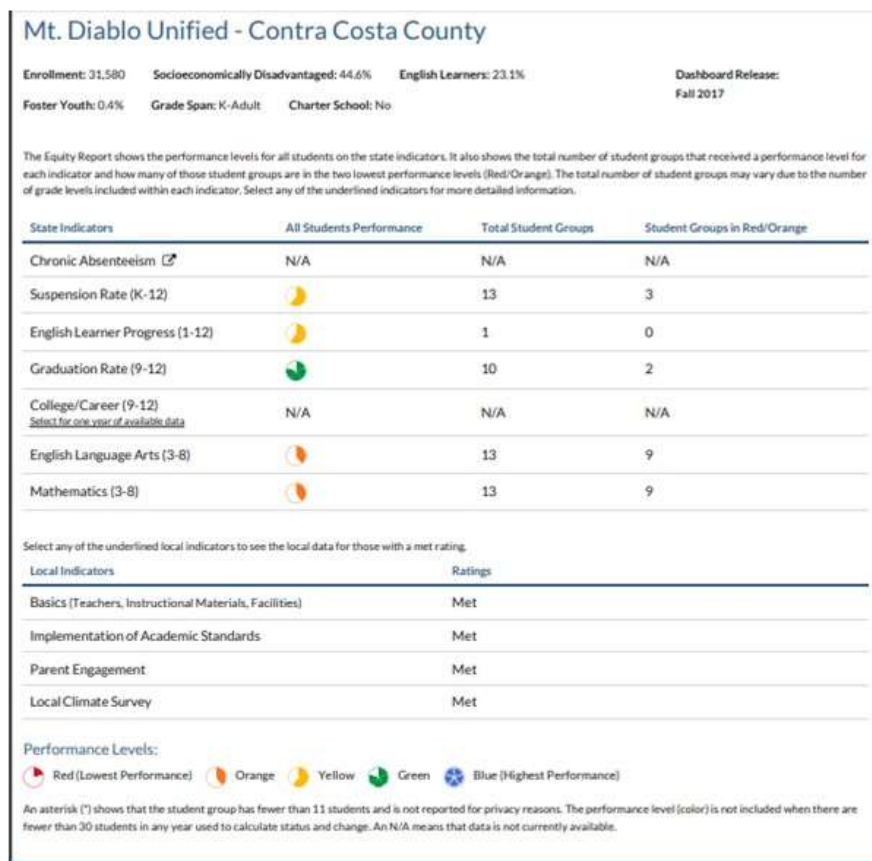 Mt. Diablo Unified - Contra Costa County
Enrollment: 31,580 Socioeconomically Disadvantaged: 44.6% English Learners: 23.1% Dashboard Release:
Fall 2017
Foster Youth: 0.4% Grade Span: K-Adult Charter School: No
The Equity Report shows the performance levels for all students on the state indicators. It also shows the total number of student groups that received a performance level for
each indicator and how many of those student groups are in the two lowest performance levels (Red/Orange). The total number of student groups may vary due to the number
of grade levels included within each indicator. Select any of the underlined indicators for more detailed information.
State Indicators All Students Performance Total Student Groups Student Groups in Red/Orange
Chronic Absenteeism N/A N/A N/A
Suspension Rate (K-12) 13 3
English Learner Progress (1-12) 1 0
Graduation Rate (9-12) 10 2
College/Career (9-12) N/A N/A N/A
Select for one year of available data
English Language Arts (3-8) 13 9
Mathematics (3-8) 13 9
Select any of the underlined local indicators to see the local data for those with a met rating.
Local Indicators Ratings
Basics (Teachers, Instructional Materials, Facilities) Met
Implementation of Academic Standards Met
Parent Engagement Met
Local Climate Survey Met
Performance Levels:
Red (Lowest Performance) Orange Yellow Green Blue (Highest Performance)
An asterisk (*) shows that the student group has fewer than 11 students and is not reported for privacy reasons. The performance level (color) is not included when there are
fewer than 30 students in any year used to calculate status and change. An N/A means that data is not currently available.